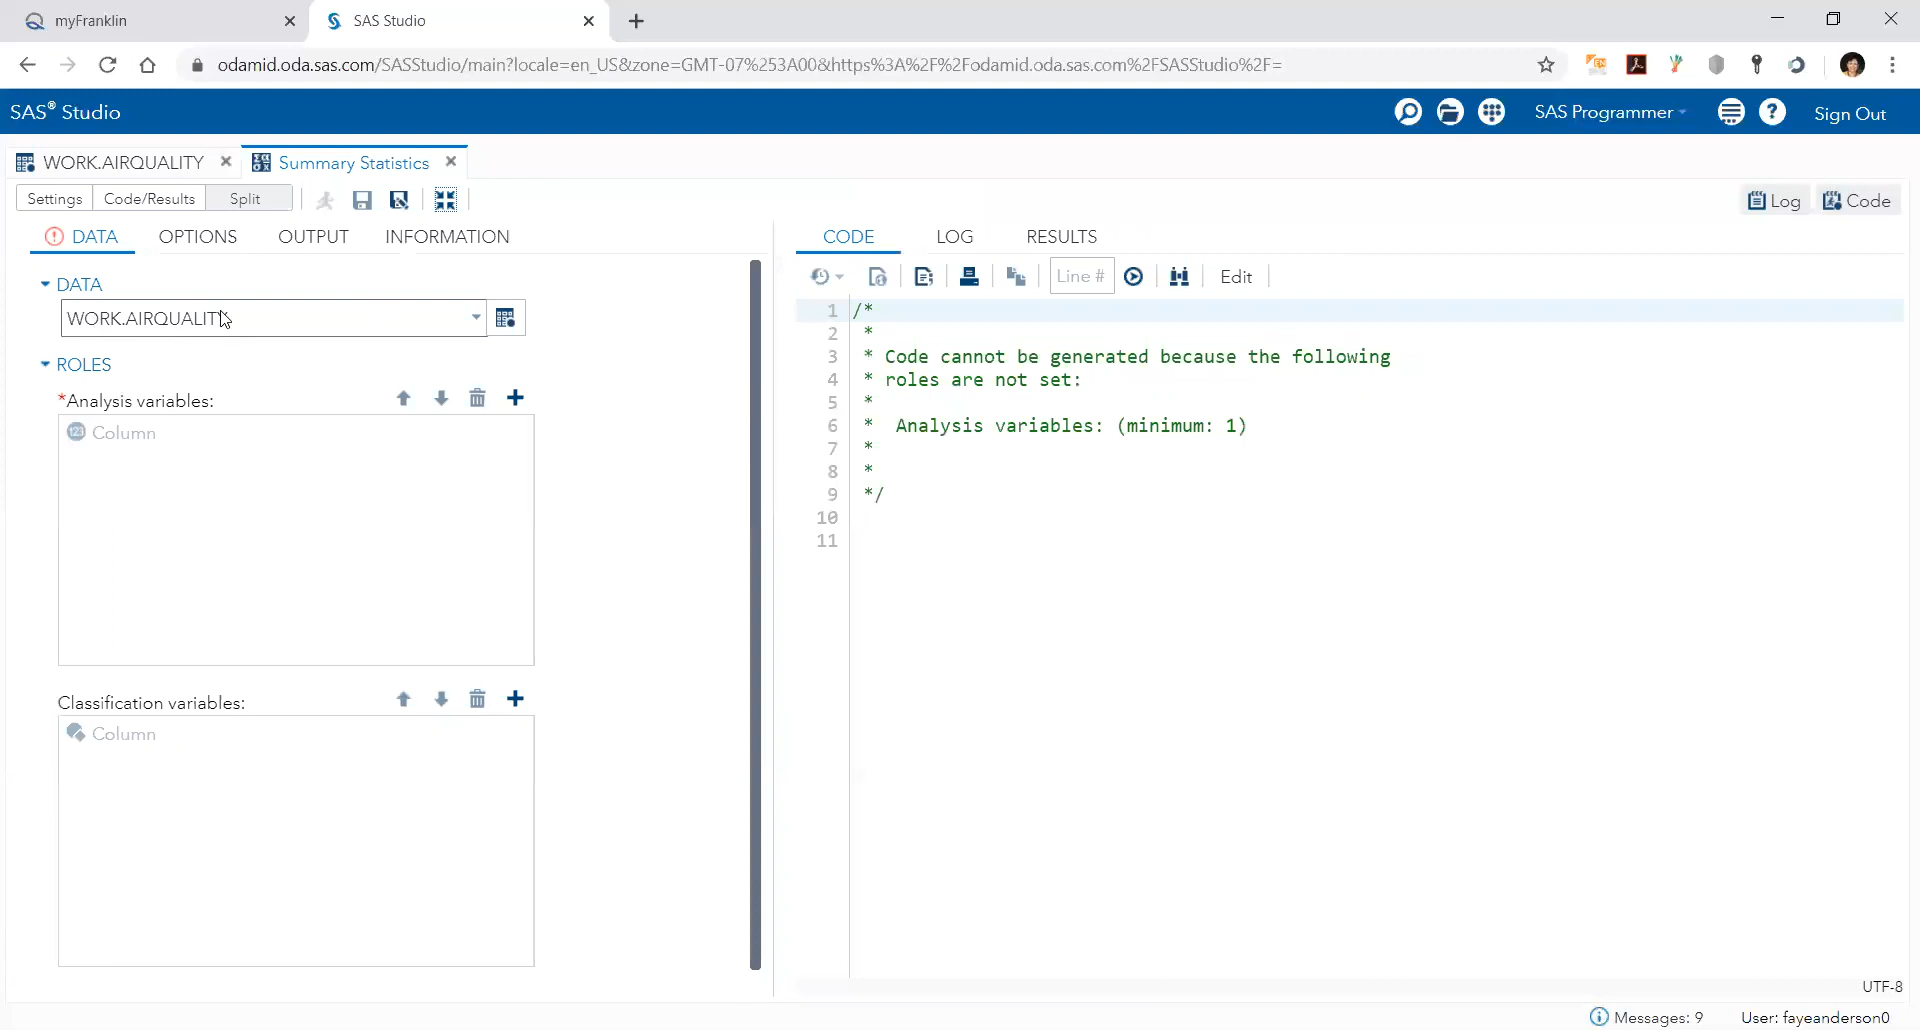 myFranklin
SAS Studio
odamid.oda.sas.com/SASStudio/main?locale=en_US&zone=GMT-07%253A00&https%3A%2F%2Fodamid.oda.sas.com%2FSASStudio%2F=
SAS® Studio
SAS Programmer
Sign Out
WORK.AIRQUALITY
Summary Statistics
Settings
Code/Results
Split
Log
Code
DATA
OPTIONS
OUTPUT
INFORMATION
CODE
LOG
RESULTS
DATA
WORK.AIRQUALITY
ROLES
*Analysis variables:
123 Column
Classification variables:
Column
Line #
Edit
1 /*
2 *
3 * Code cannot be generated because the following
4 * roles are not set:
5 *
6 * Analysis variables: (minimum: 1)
7 *
8 *
9 */
10
11
UTF-8
Messages: 9
User: fayeanderson0